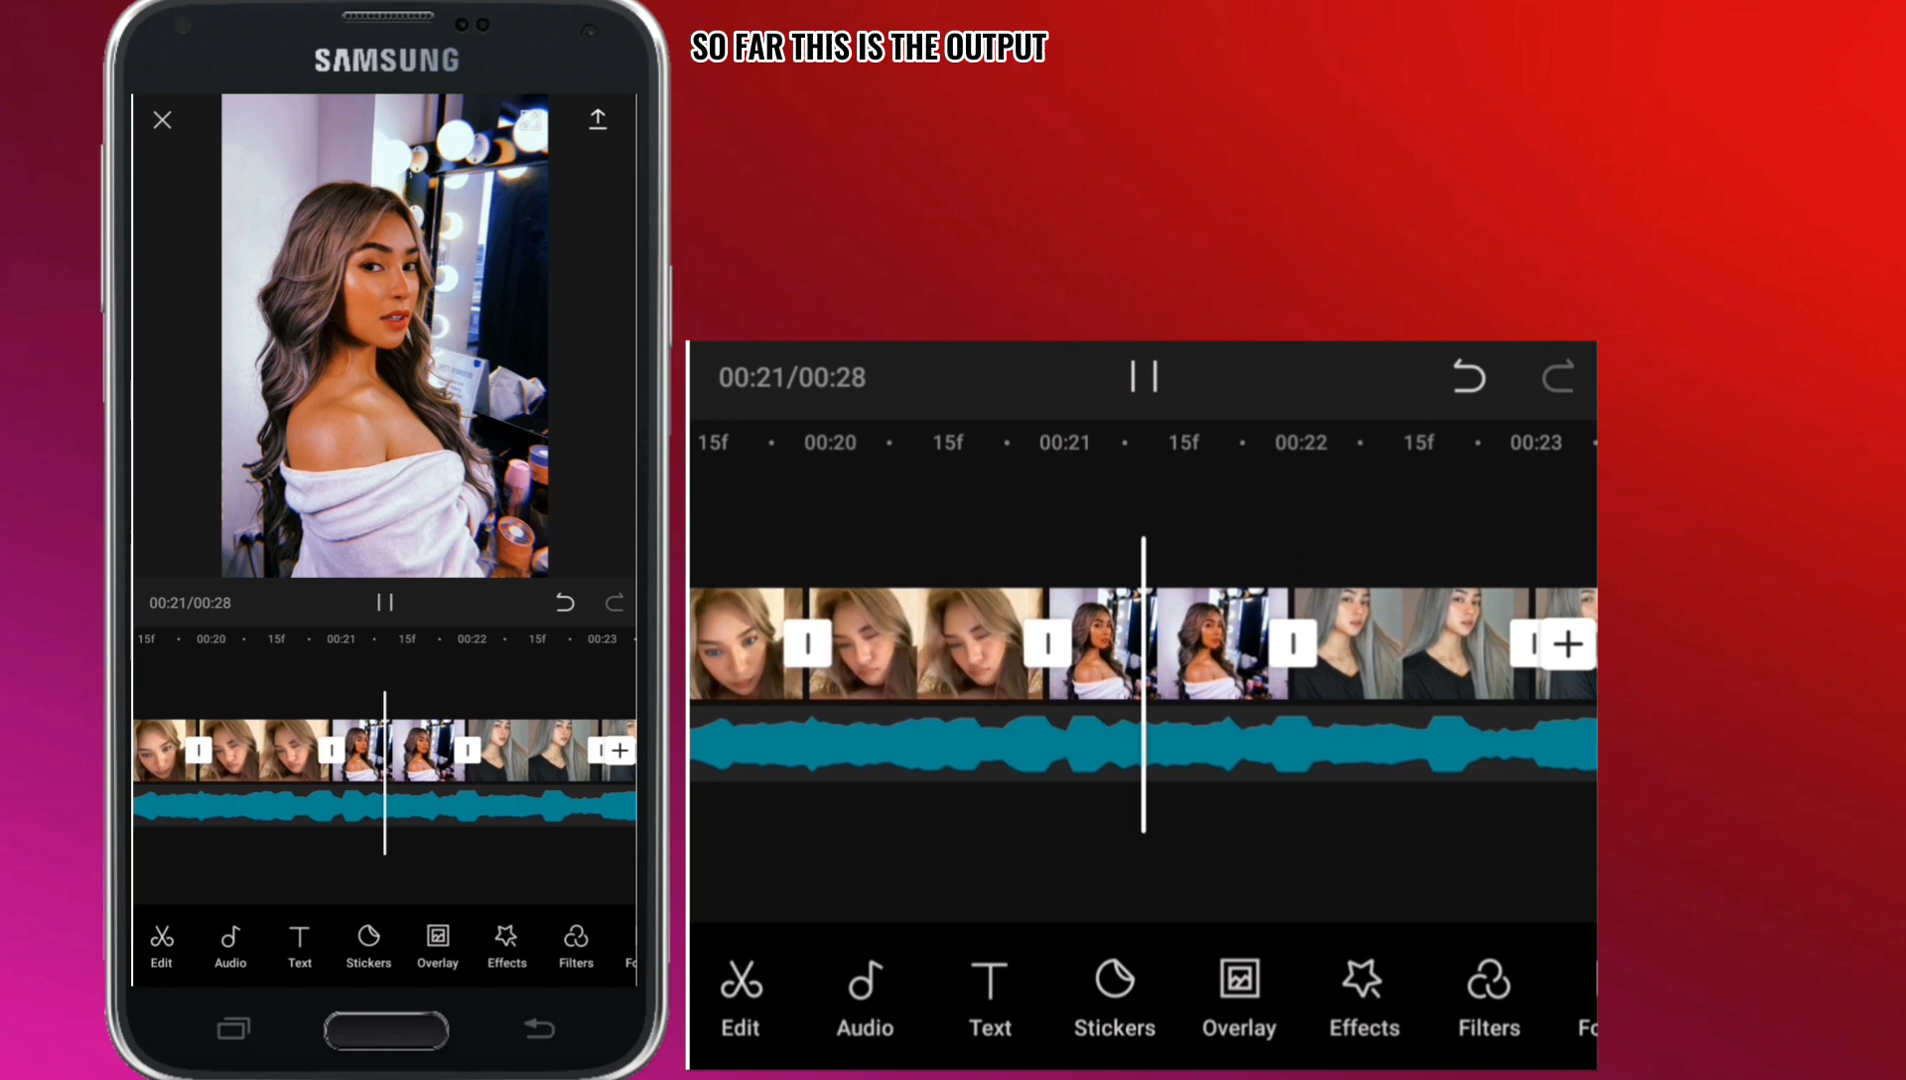 SO FAR THIS IS THE OUTPUT
SAMSUNG
00:21/00:28
15f 00:20 15f 00:21 15f 00:22 15f 00:23
Edit Audio Text Stickers Overlay Effects Filters Fo
00:21/00:28
15f 00:20 15f 00:21 15f 00:22 15f 00:23
Edit Audio Text Stickers Overlay Effects Filters Fo